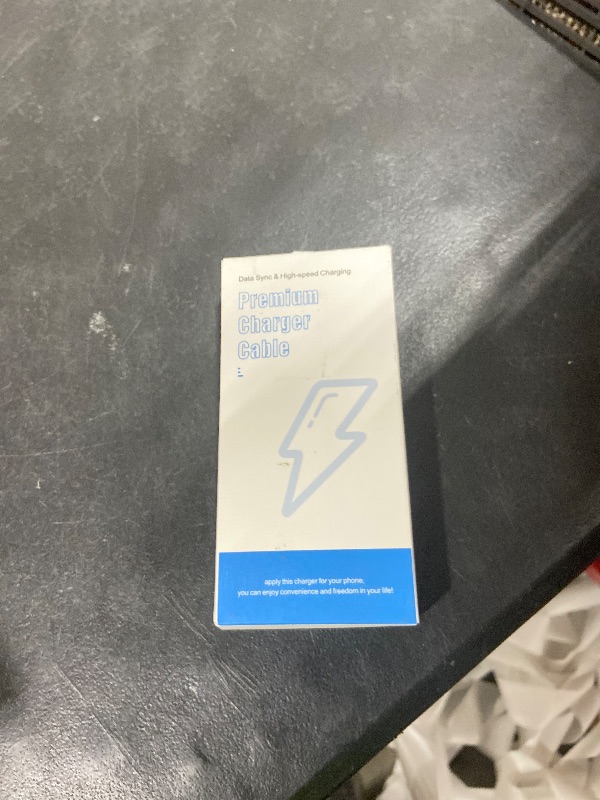 Data Sync & High-speed Charging
Premium
Charger
Cable
apply this charger for your phone,
you can enjoy convenience and freedom in your life!